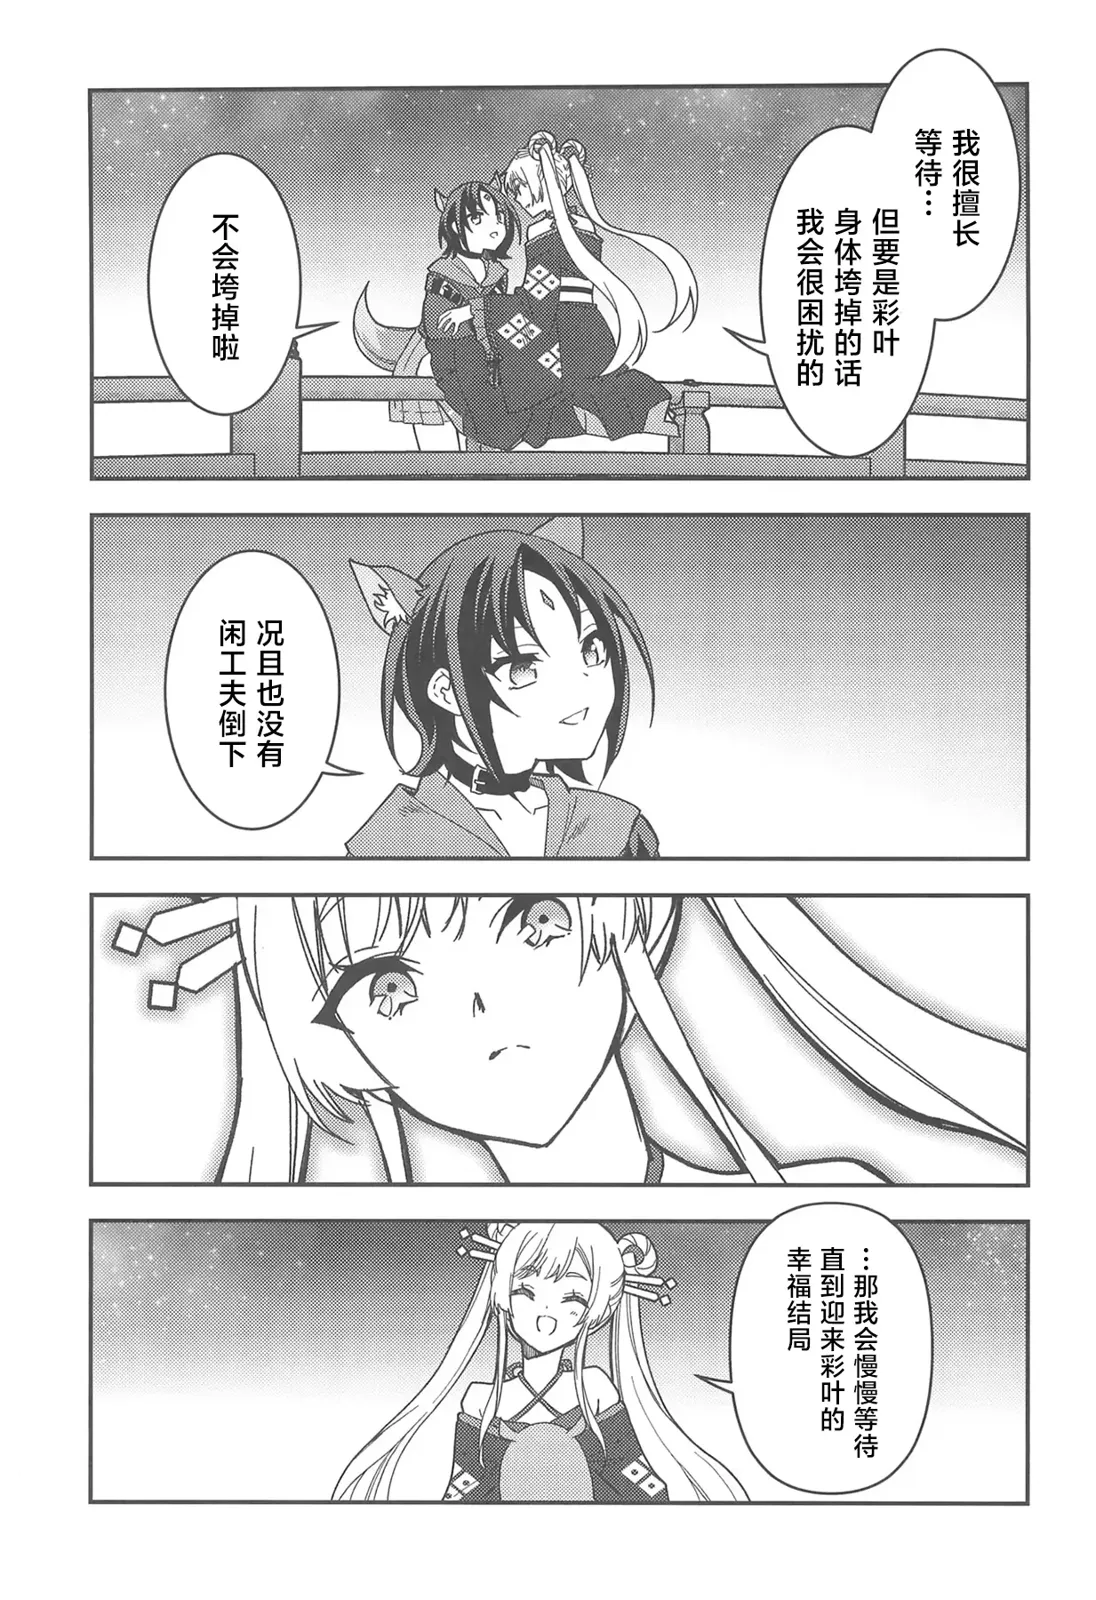 我很擅长
等待…
但要是彩叶
身体垮掉的话
我会很困扰的
不会垮掉啦
况且也没有
闲工夫倒下
…那我会慢慢等待
直到迎来彩叶的
幸福结局